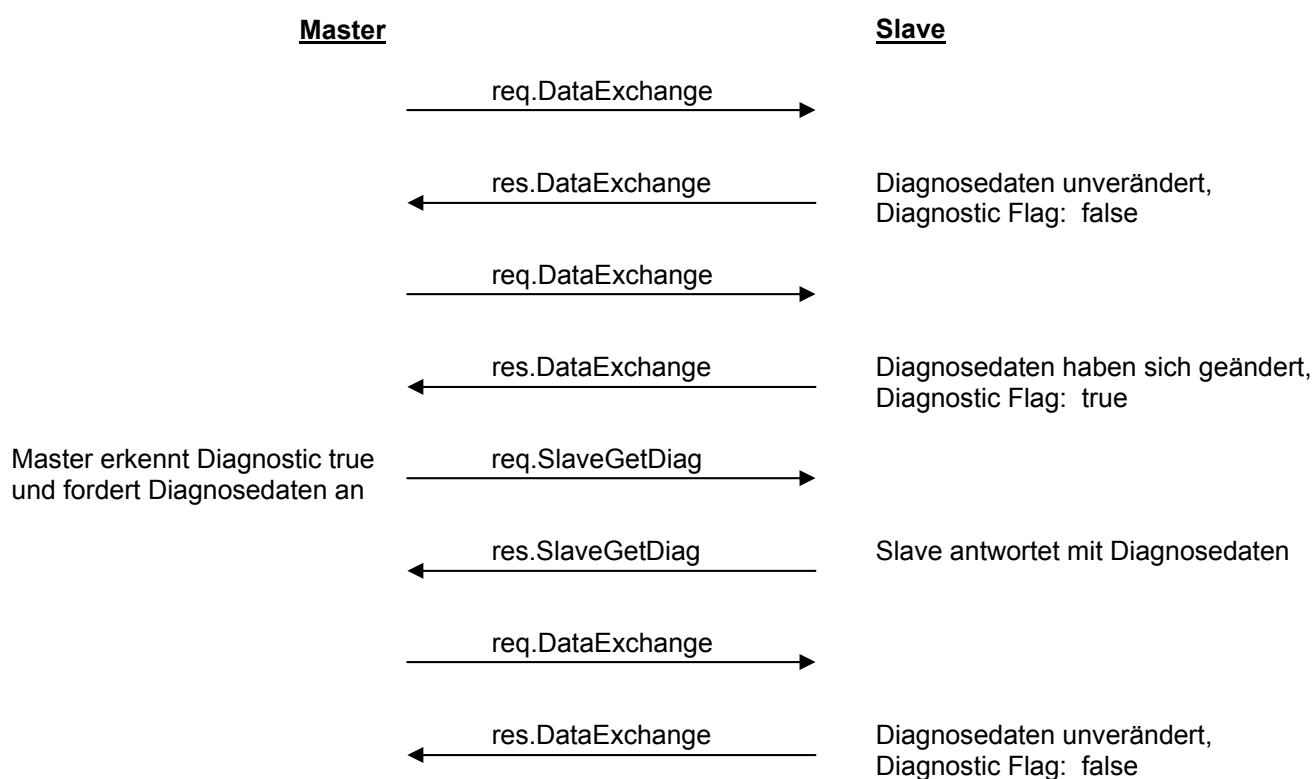 Master Slave
req.DataExchange
res.DataExchange Diagnosedaten unverändert,
Diagnostic Flag: false
req.DataExchange
res.DataExchange Diagnosedaten haben sich geändert,
Diagnostic Flag: true
Master erkennt Diagnostic true req.SlaveGetDiag
und fordert Diagnosedaten an
res.SlaveGetDiag Slave antwortet mit Diagnosedaten
req.DataExchange
res.DataExchange Diagnosedaten unverändert,
Diagnostic Flag: false